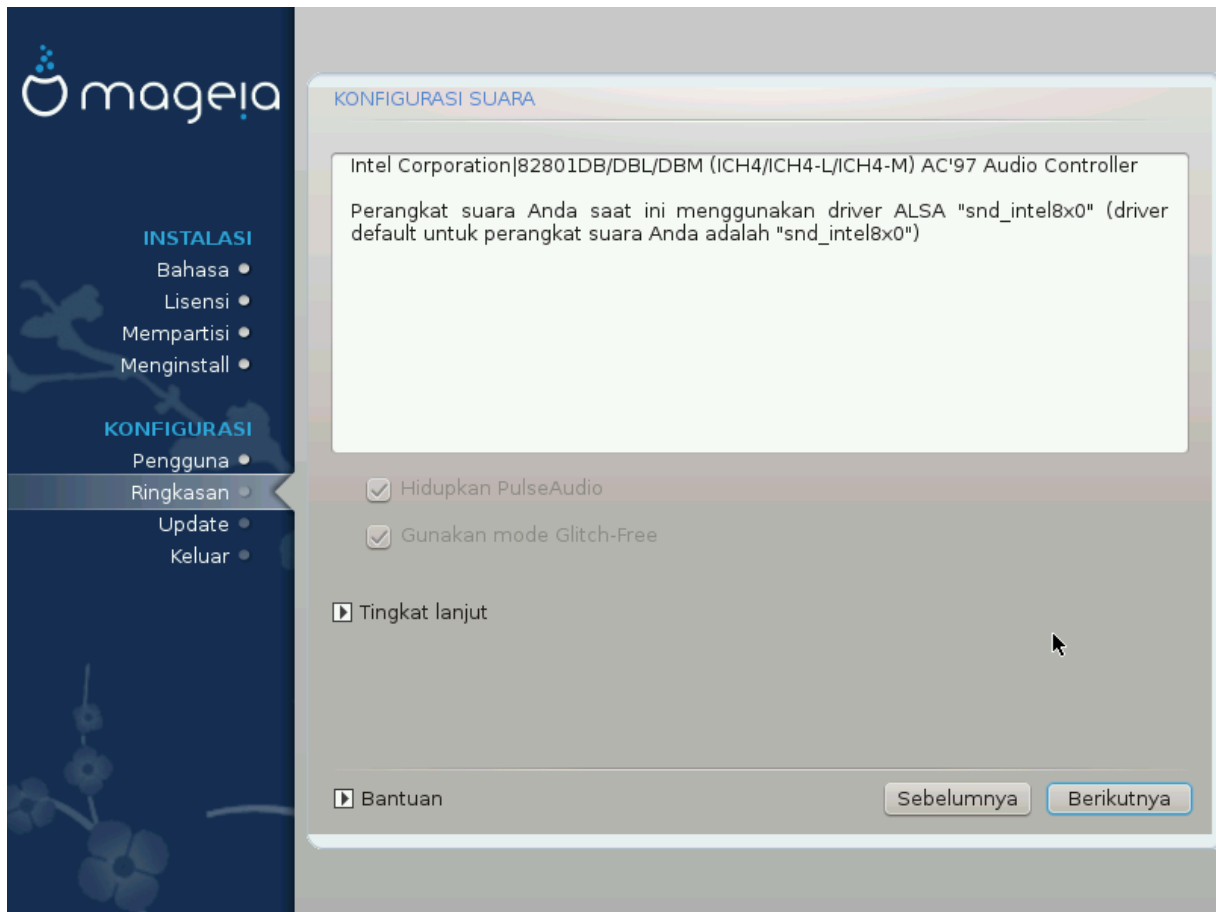 mageia
INSTALASI
Bahasa
Lisensi
Mempartisi
Menginstall
KONFIGURASI
Pengguna
Ringkasan
Update
Keluar
KONFIGURASI SUARA
Intel Corporation|82801DB/DBL/DBM (ICH4/ICH4-L/ICH4-M) AC'97 Audio Controller
Perangkat suara Anda saat ini menggunakan driver ALSA "snd_intel8x0" (driver
default untuk perangkat suara Anda adalah "snd_intel8x0")
Hidupkan PulseAudio
Gunakan mode Glitch-Free
Tingkat lanjut
Bantuan
Sebelumnya
Berikutnya